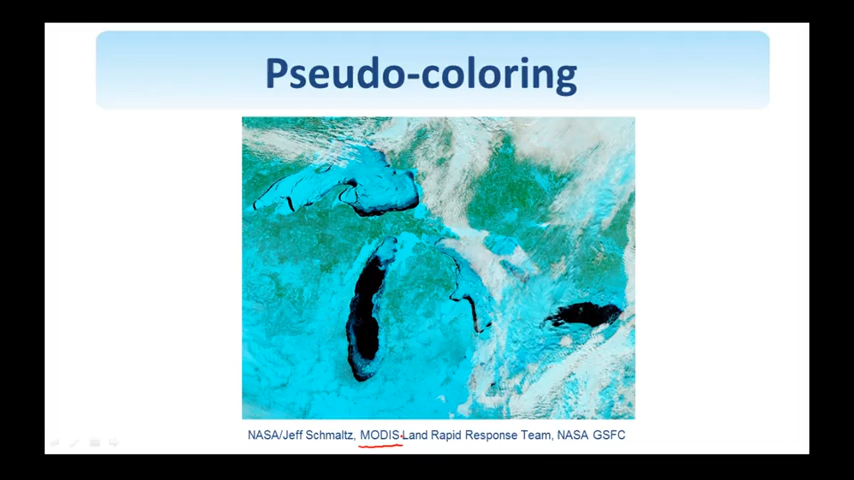 Pseudo-coloring
NASA/Jeff Schmaltz, MODIS Land Rapid Response Team, NASA GSFC